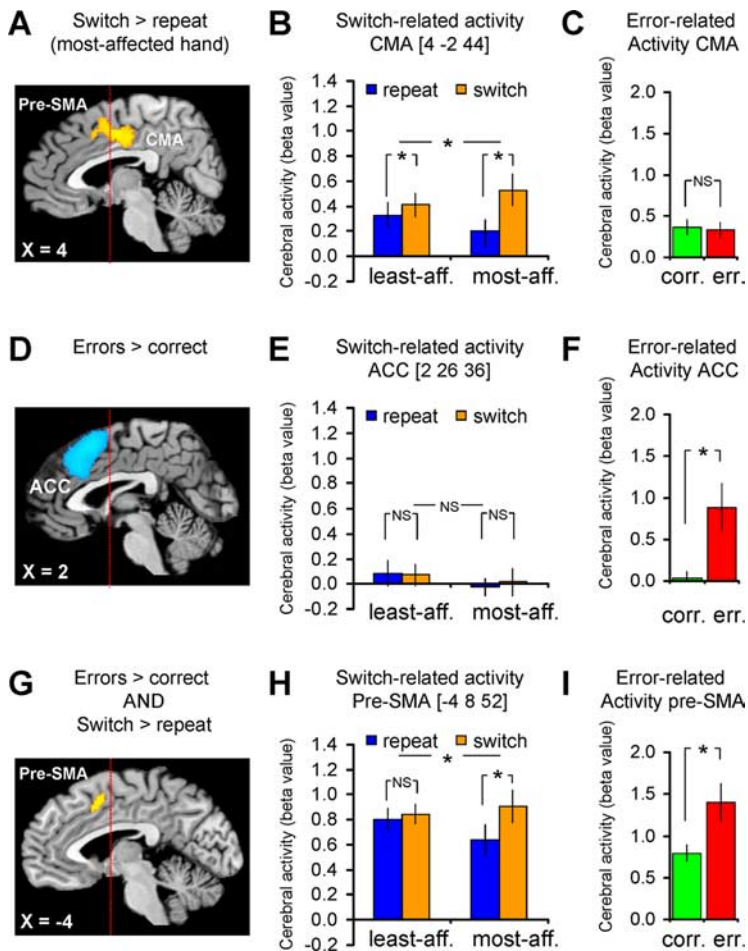 A
Switch > repeat
(most-affected hand)
Pre-SMA
CMA
X = 4
B
Switch-related activity
CMA [4 -2 44]
Cerebral activity (beta value)
1.4
1.2
1.0
0.8
0.6
0.4
0.2
0.0
-0.2
repeat
switch
*
*
*
least-aff.
most-aff.
C
Error-related
Activity CMA
Cerebral activity (beta value)
2.0
1.5
1.0
0.5
0.0
NS
corr.
err.
D
Errors > correct
ACC
X = 2
E
Switch-related activity
ACC [2 26 36]
Cerebral activity (beta value)
1.4
1.2
1.0
0.8
0.6
0.4
0.2
0.0
-0.2
repeat
switch
NS
NS
NS
least-aff.
most-aff.
F
Error-related
Activity ACC
Cerebral activity (beta value)
2.0
1.5
1.0
0.5
0.0
*
corr.
err.
G
Errors > correct
AND
Switch > repeat
Pre-SMA
X = -4
H
Switch-related activity
Pre-SMA [-4 8 52]
Cerebral activity (beta value)
1.4
1.2
1.0
0.8
0.6
0.4
0.2
0.0
-0.2
repeat
switch
*
NS
*
least-aff.
most-aff.
I
Error-related
Activity pre-SMA
Cerebral activity (beta value)
2.0
1.5
1.0
0.5
0.0
*
corr.
err.